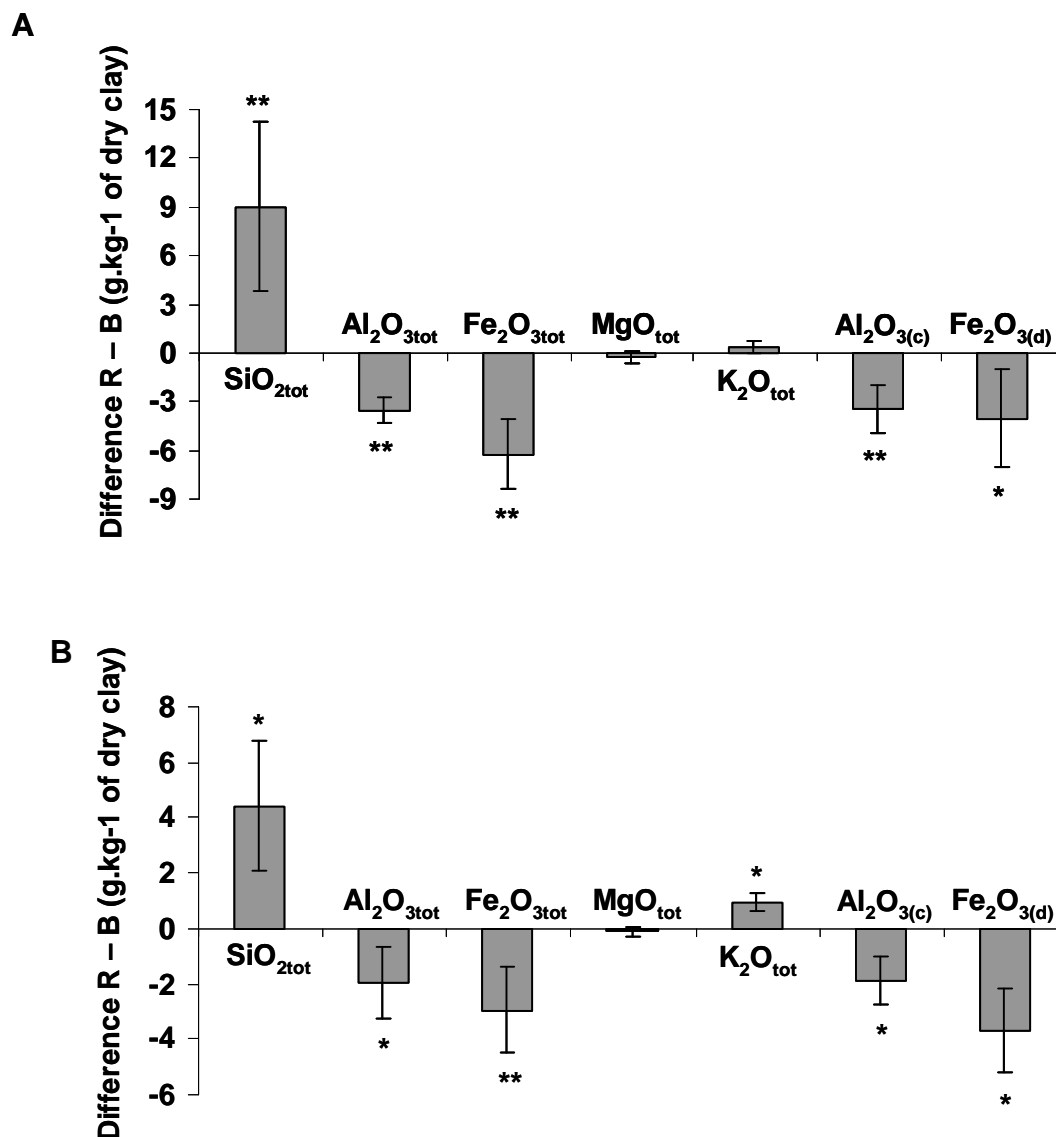 A
Difference R – B (g.kg-1 of dry clay)
15
12
9
6
3
0
-3
-6
-9
**
SiO2tot
Al2O3tot
**
Fe2O3tot
**
MgOtot
K2Otot
Al2O3(c)
**
Fe2O3(d)
*
B
Difference R – B (g.kg-1 of dry clay)
8
6
4
2
0
-2
-4
-6
*
SiO2tot
Al2O3tot
*
Fe2O3tot
**
MgOtot
*
K2Otot
Al2O3(c)
*
Fe2O3(d)
*